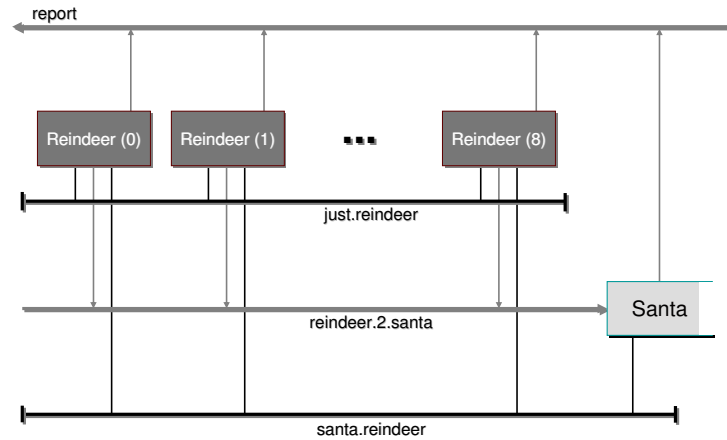 report
Reindeer (0) Reindeer (1) ... Reindeer (8)
just.reindeer
Santa
reindeer.2.santa
santa.reindeer